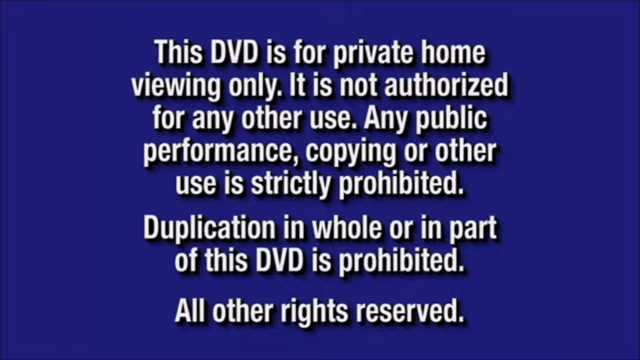 This DVD is for private home
viewing only. It is not authorized
for any other use. Any public
performance, copying or other
use is strictly prohibited.
Duplication in whole or in part
of this DVD is prohibited.
All other rights reserved.